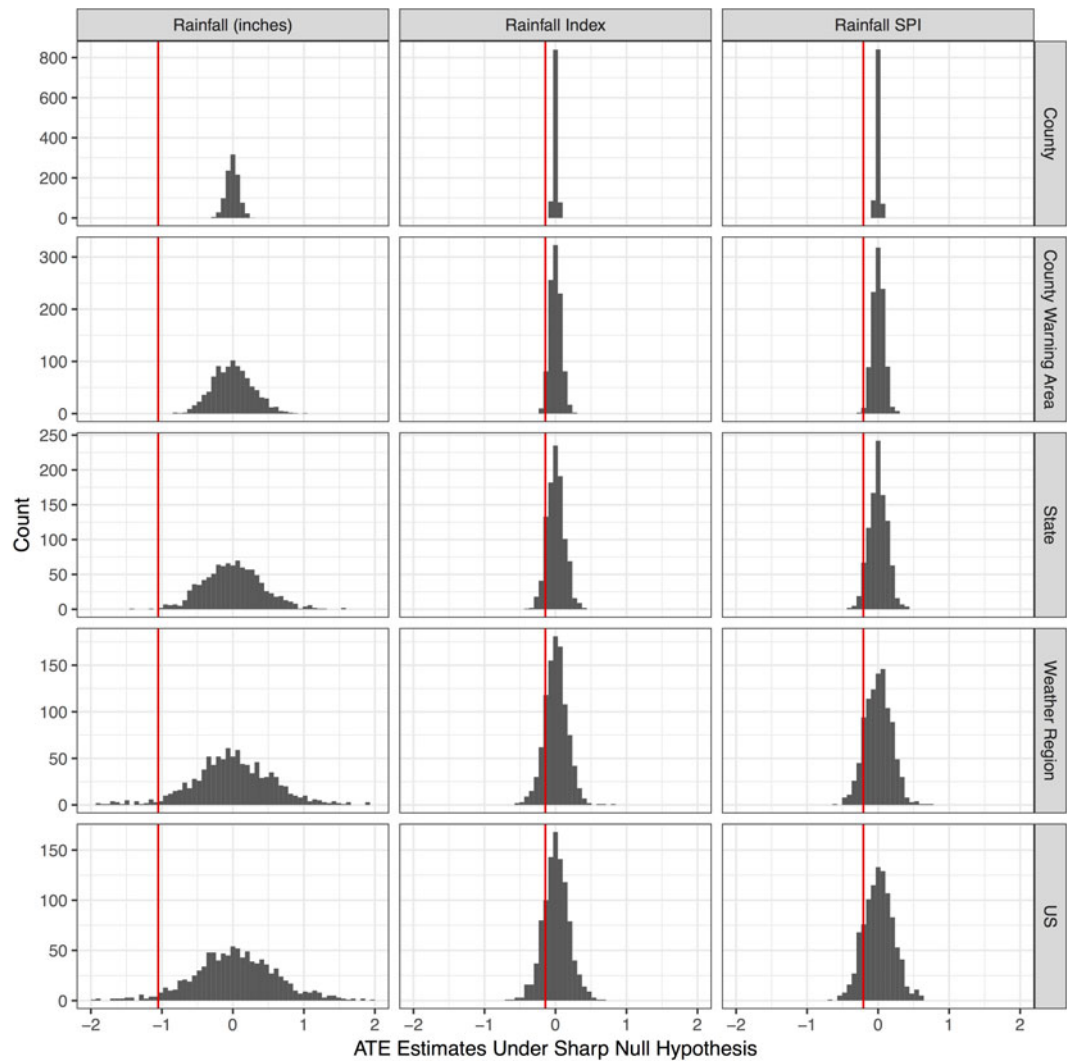 Rainfall (inches)
Rainfall Index
Rainfall SPI
800
600
400
200
0
County
300
200
100
0
County Warning Area
250
200
150
100
50
0
State
150
100
50
0
Weather Region
150
100
50
0
US
Count
−2 −1 0 1 2
−2 −1 0 1 2
−2 −1 0 1 2
ATE Estimates Under Sharp Null Hypothesis